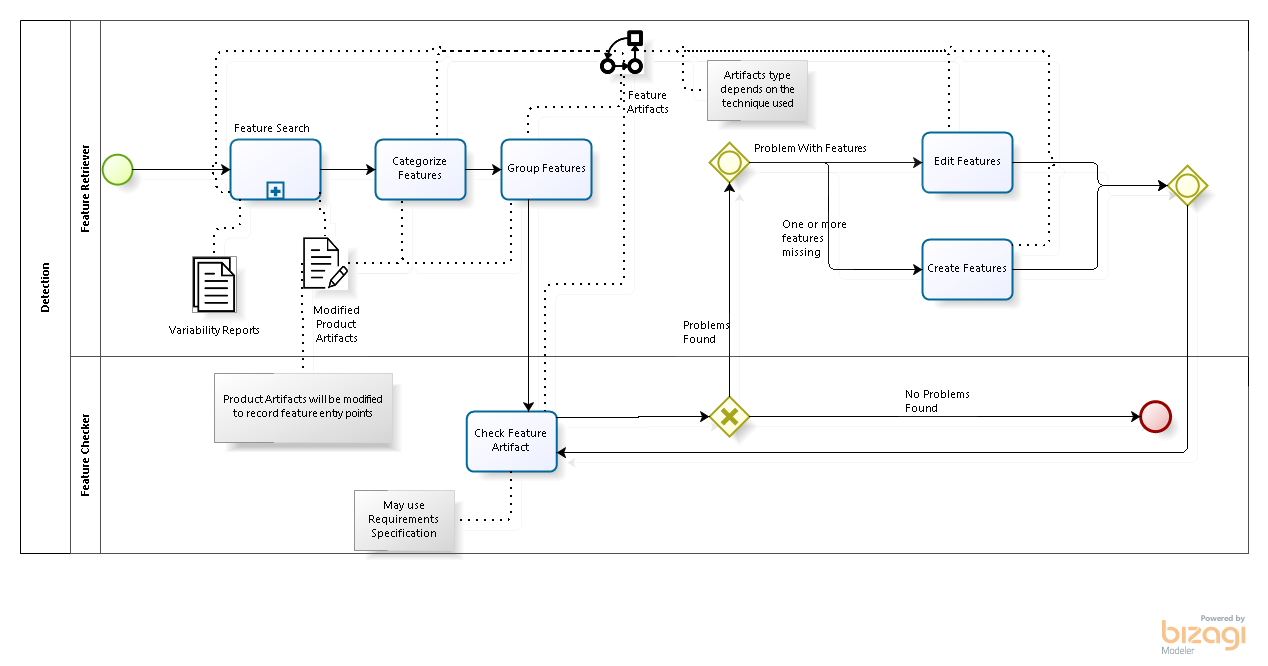 Detection
Feature Retriever
Feature Checker
Feature Search
Categorize
Features
Group Features
Feature
Artifacts
Artifacts type
depends on the
technique used
Problem With Features
Edit Features
One or more
features
missing
Create Features
Variability Reports
Modified
Product
Artifacts
Problems
Found
Product Artifacts will be modified
to record feature entry points
Check Feature
Artifact
No Problems
Found
May use
Requirements
Specification
Powered by
bizagi
Modeler